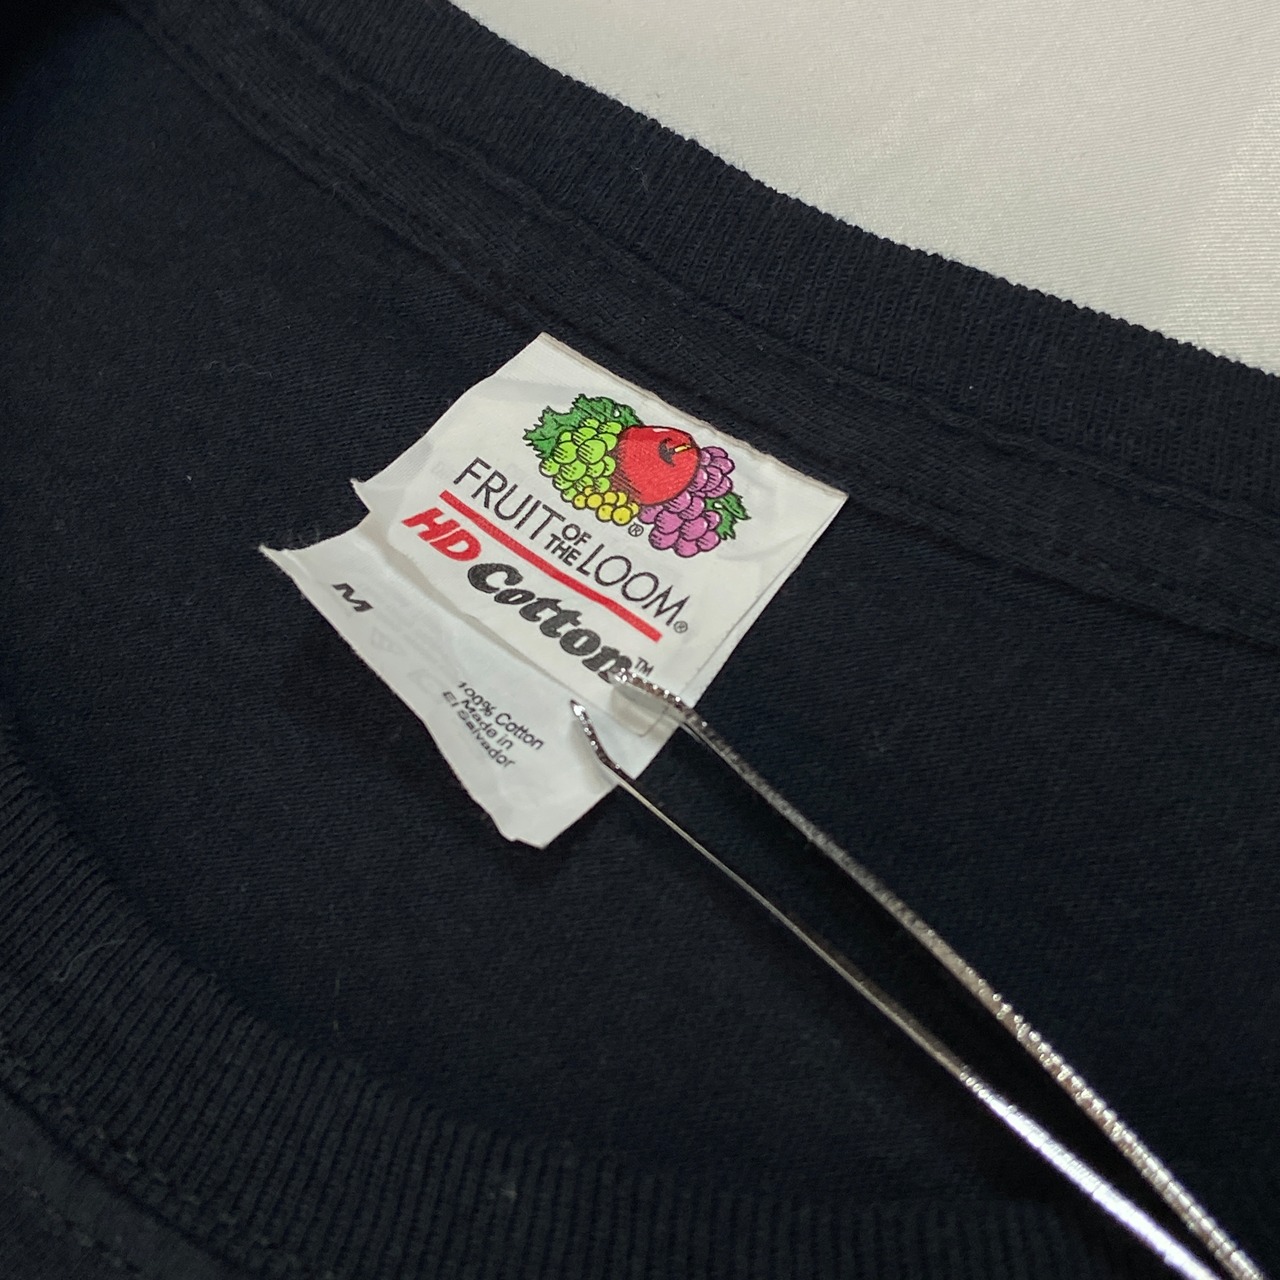 FRUIT OF THE LOOM®
HD Cotton™
M
100% Cotton
Made in
El Salvador